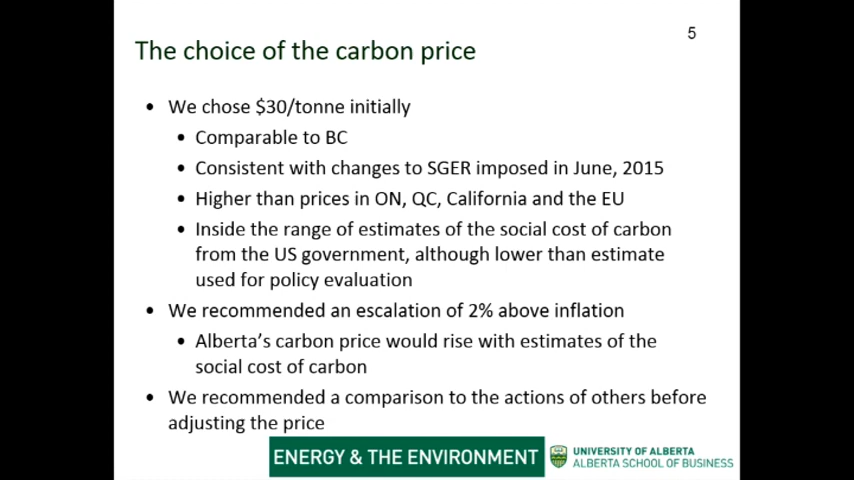 5
The choice of the carbon price
• We chose $30/tonne initially
• Comparable to BC
• Consistent with changes to SGER imposed in June, 2015
• Higher than prices in ON, QC, California and the EU
• Inside the range of estimates of the social cost of carbon
from the US government, although lower than estimate
used for policy evaluation
• We recommended an escalation of 2% above inflation
• Alberta's carbon price would rise with estimates of the
social cost of carbon
• We recommended a comparison to the actions of others before
adjusting the price
ENERGY & THE ENVIRONMENT
UNIVERSITY OF ALBERTA
ALBERTA SCHOOL OF BUSINESS